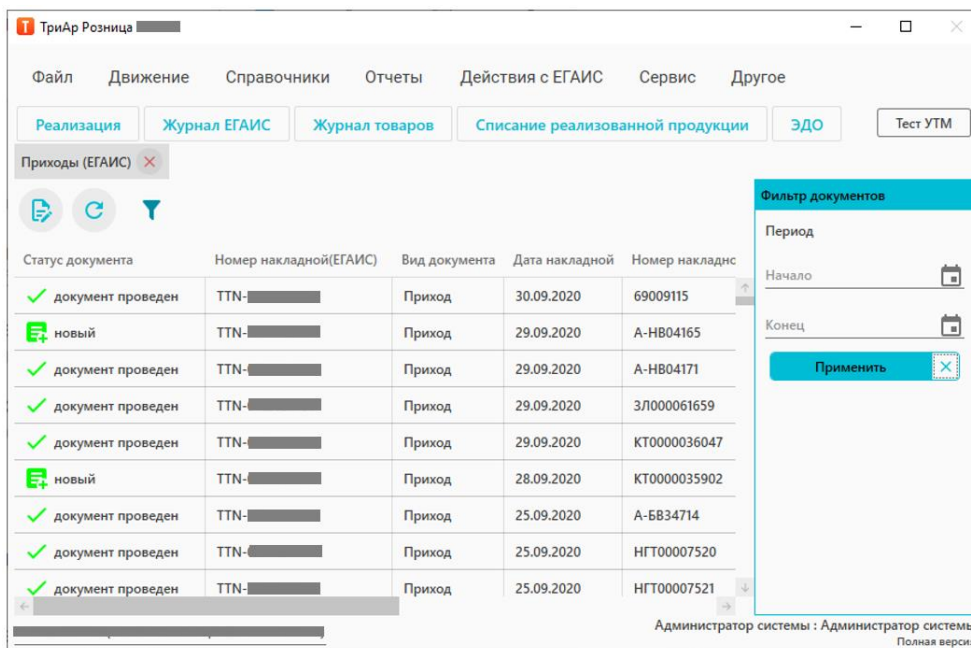 ТриАр Розница
Файл Движение Справочники Отчеты Действия с ЕГАИС Сервис Другое
Реализация Журнал ЕГАИС Журнал товаров Списание реализованной продукции ЭДО Тест УТМ
Приходы (ЕГАИС)
Фильтр документов
Период
Статус документа Номер накладной(ЕГАИС) Вид документа Дата накладной Номер накладнс
Начало
документ проведен TTN- Приход 30.09.2020 69009115
новый TTN- Приход 29.09.2020 А-НВ04165
Конец
документ проведен TTN- Приход 29.09.2020 А-НВ04171
Применить
документ проведен TTN- Приход 29.09.2020 ЗЛ000061659
документ проведен TTN- Приход 29.09.2020 КТ0000036047
новый TTN- Приход 28.09.2020 КТ0000035902
документ проведен TTN- Приход 25.09.2020 А-БВ34714
документ проведен TTN- Приход 25.09.2020 НГТ00007520
документ проведен TTN- Приход 25.09.2020 НГТ00007521
Администратор системы : Администратор системы
Полная версия